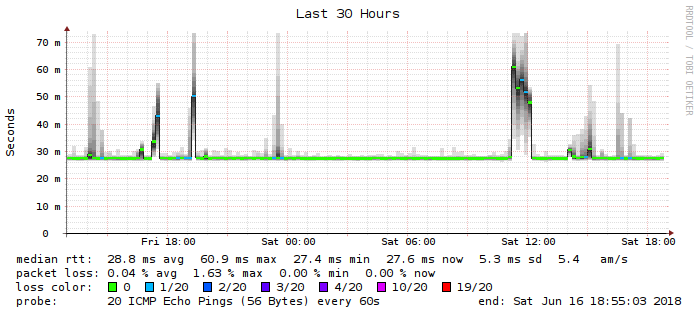 Last 30 Hours
RRDTOOL / TOBI OETIKER
Seconds
70 m
60 m
50 m
40 m
30 m
20 m
10 m
0
Fri 18:00 Sat 00:00 Sat 06:00 Sat 12:00 Sat 18:00
median rtt: 28.8 ms avg 60.9 ms max 27.4 ms min 27.6 ms now 5.3 ms sd 5.4 am/s
packet loss: 0.04 % avg 1.63 % max 0.00 % min 0.00 % now
loss color: 0 1/20 2/20 3/20 4/20 10/20 19/20
probe: 20 ICMP Echo Pings (56 Bytes) every 60s end: Sat Jun 16 18:55:03 2018